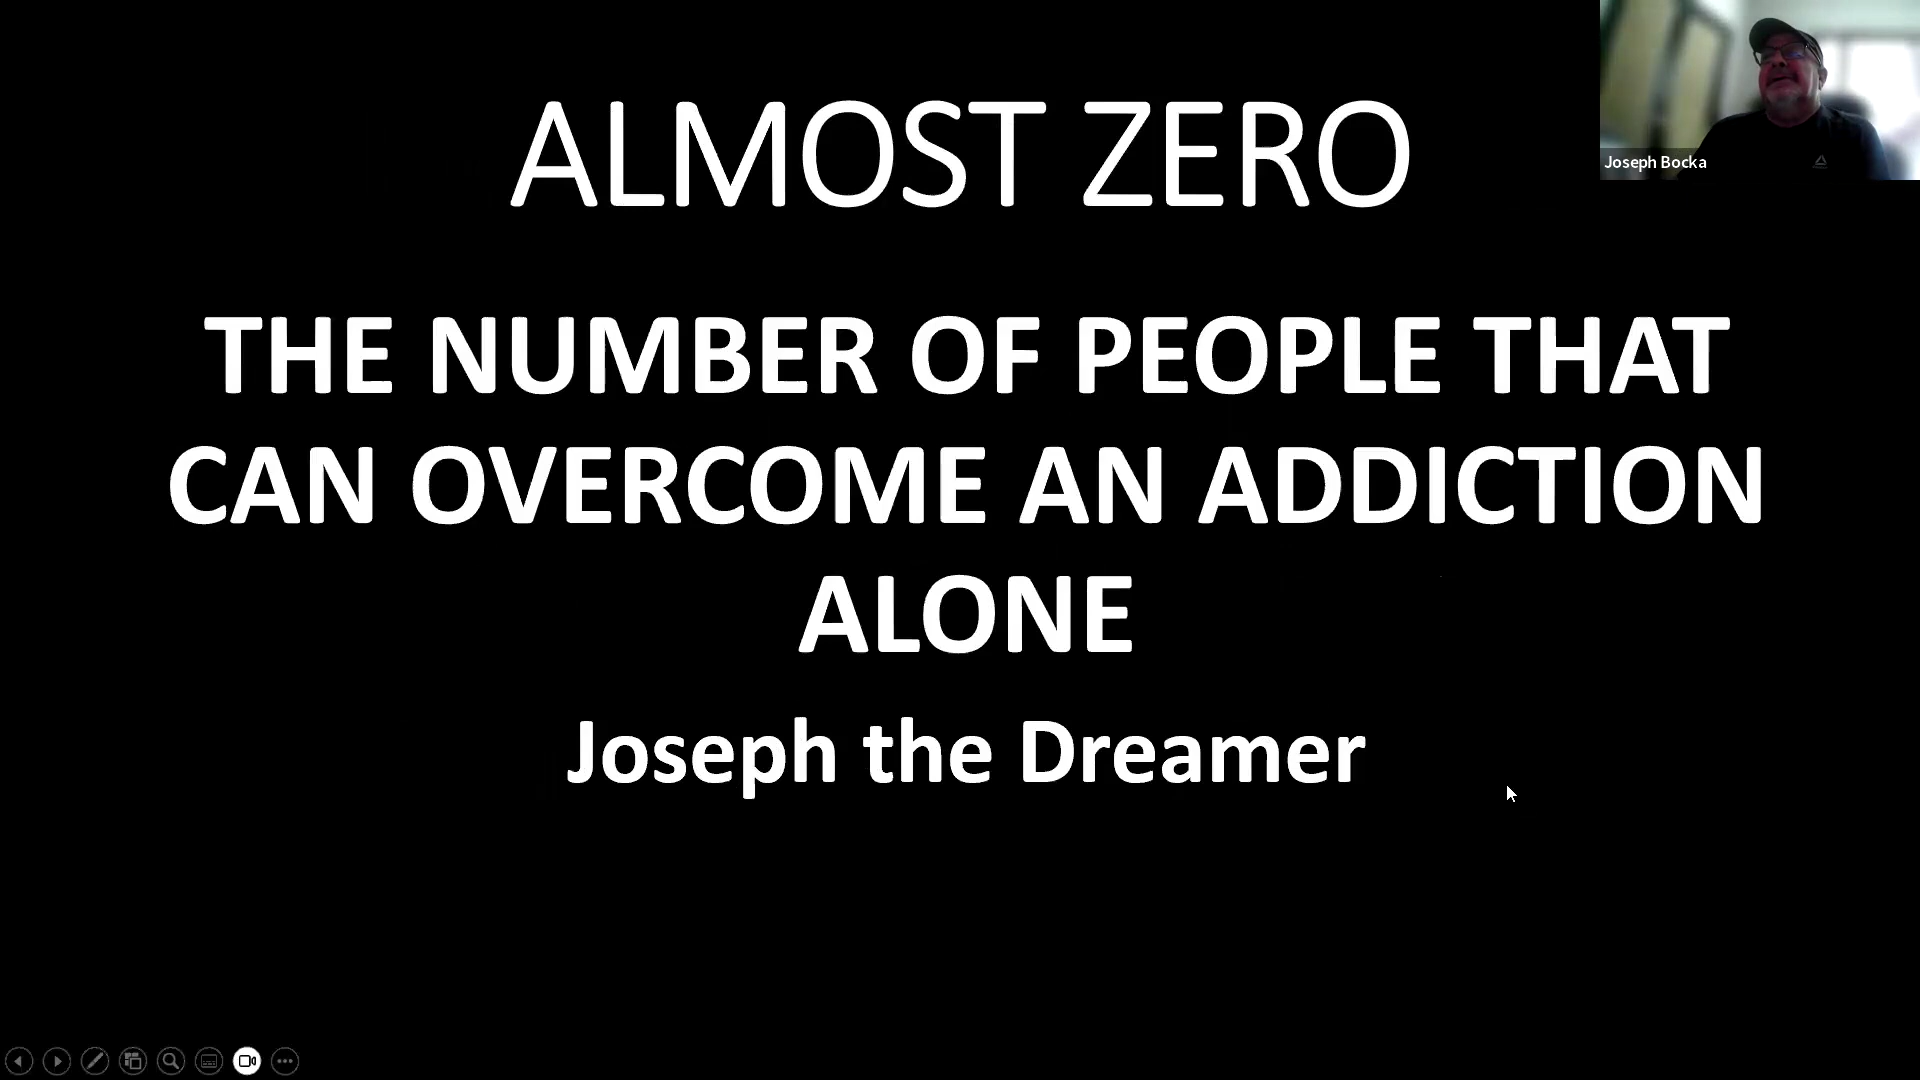 ALMOST ZERO
THE NUMBER OF PEOPLE THAT
CAN OVERCOME AN ADDICTION
ALONE
Joseph the Dreamer
Joseph Bocka